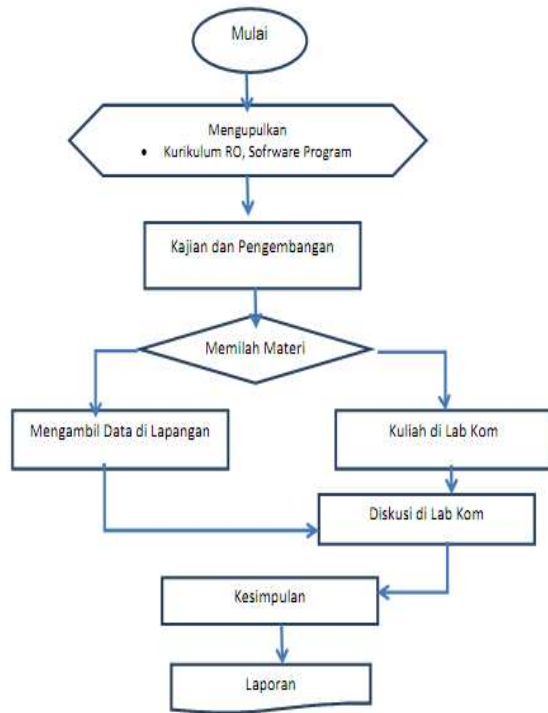 Mulai
Mengupulkan
• Kurikulum RO, Sofrware Program
Kajian dan Pengembangan
Memilah Materi
Mengambil Data di Lapangan
Kuliah di Lab Kom
Diskusi di Lab Kom
Kesimpulan
Laporan